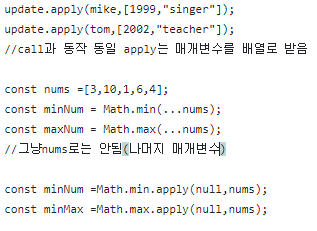 update.apply(mike,[1999,"singer"]);
update.apply(tom,[2002,"teacher"]);
//call과 동작 동일 apply는 매개변수를 배열로 받음
const nums =[3,10,1,6,4];
const minNum = Math.min(...nums);
const maxNum = Math.max(...nums);
//그냥nums로는 안됨(나머지 매개변수)
const minNum =Math.min.apply(null,nums);
const minMax =Math.max.apply(null,nums);